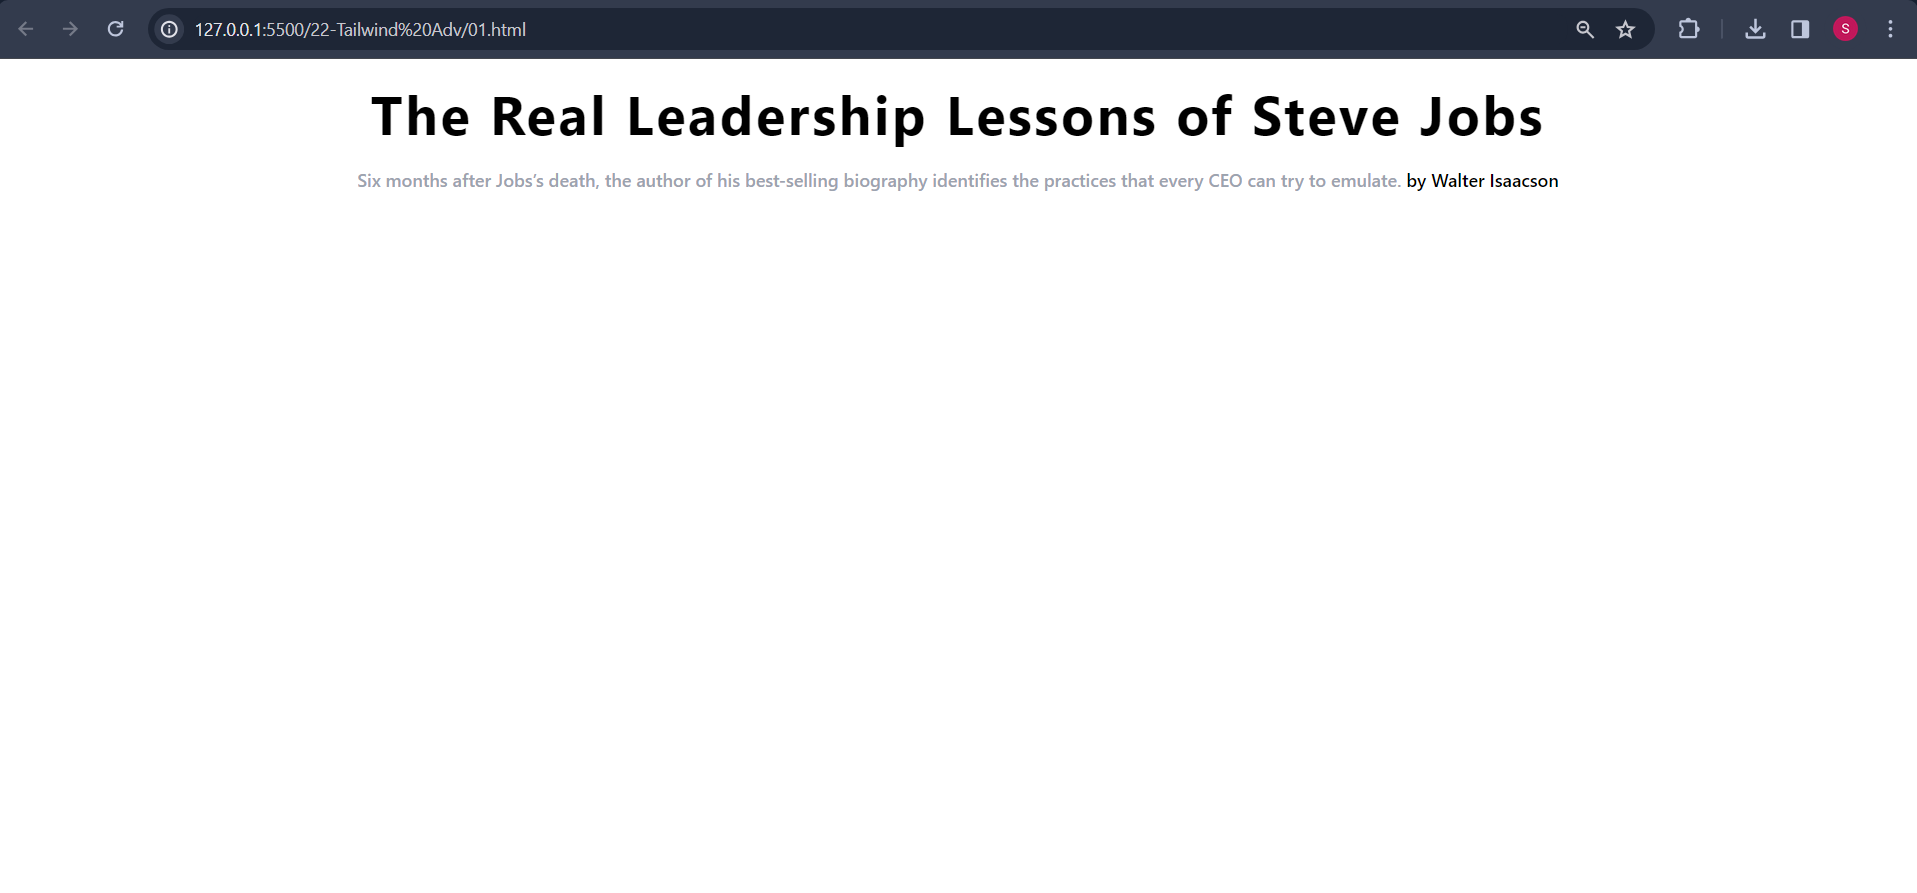 127.0.0.1:5500/22-Tailwind%20Adv/01.html
S
The Real Leadership Lessons of Steve Jobs
Six months after Jobs’s death, the author of his best-selling biography identifies the practices that every CEO can try to emulate. by Walter Isaacson